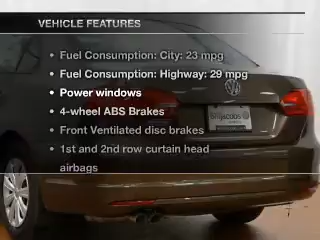 VEHICLE FEATURES
• Fuel Consumption: City: 23 mpg
• Fuel Consumption: Highway: 29 mpg
• Power windows
• 4-wheel ABS Brakes
• Front Ventilated disc brakes
• 1st and 2nd row curtain head
airbags